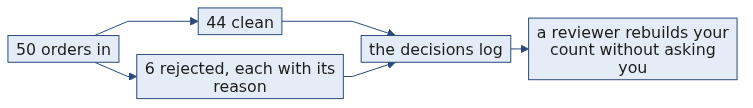 50 orders in
44 clean
6 rejected, each with its
reason
the decisions log
a reviewer rebuilds your
count without asking
you